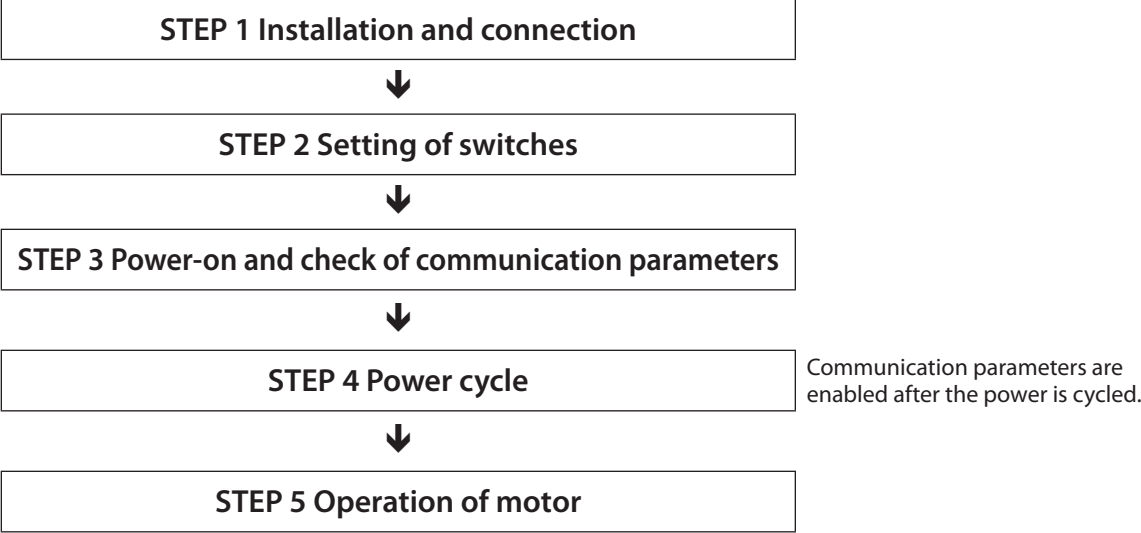 STEP 1 Installation and connection
STEP 2 Setting of switches
STEP 3 Power-on and check of communication parameters
STEP 4 Power cycle
Communication parameters are
enabled after the power is cycled.
STEP 5 Operation of motor